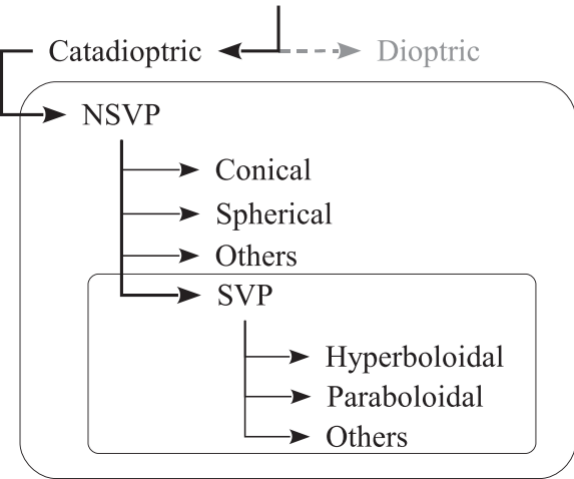 Catadioptric Dioptric
NSVP
Conical
Spherical
Others
SVP
Hyperboloidal
Paraboloidal
Others